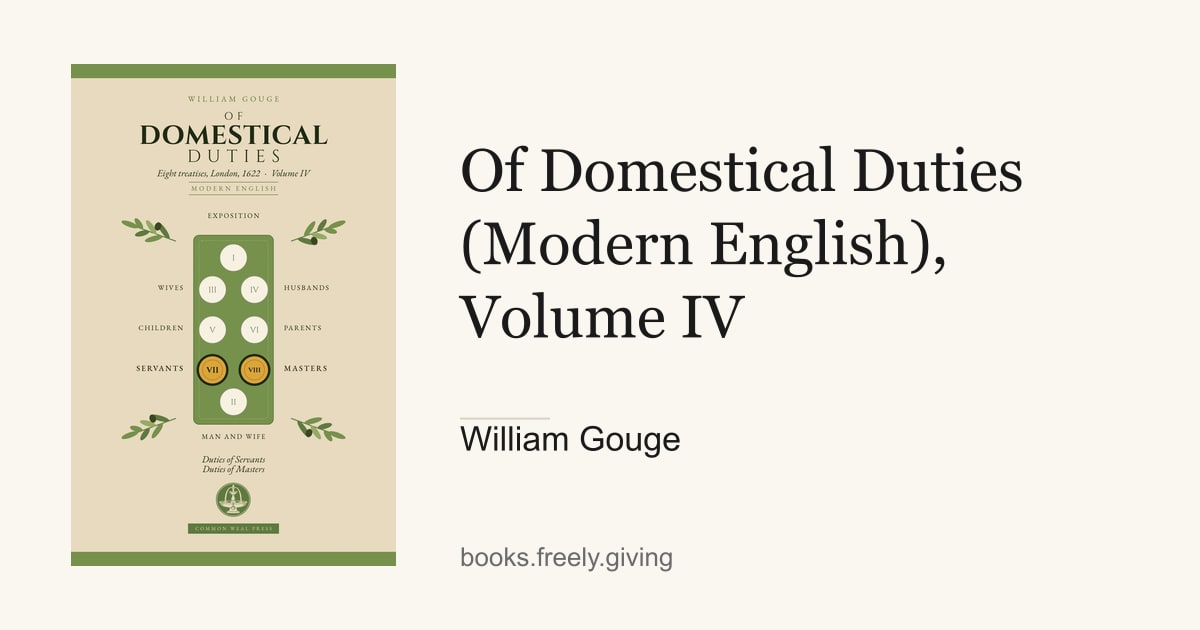 WILLIAM GOUGE
OF
DOMESTICAL
DUTIES
Eight treatises, London, 1622 · Volume IV
MODERN ENGLISH
EXPOSITION
I
WIVES III IV HUSBANDS
CHILDREN V VI PARENTS
SERVANTS VII VIII MASTERS
II
MAN AND WIFE
Duties of Servants
Duties of Masters
COMMON WEAL PRESS
Of Domestical Duties
(Modern English),
Volume IV
William Gouge
books.freely.giving